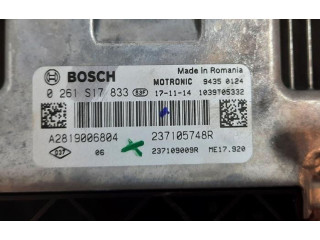 BOSCH
Made in Romania
MOTRONIC 9435 0124
0 261 S17 833 17-11-14 1039T05332
A2819006804 237105748R
06 237109009R ME17.920